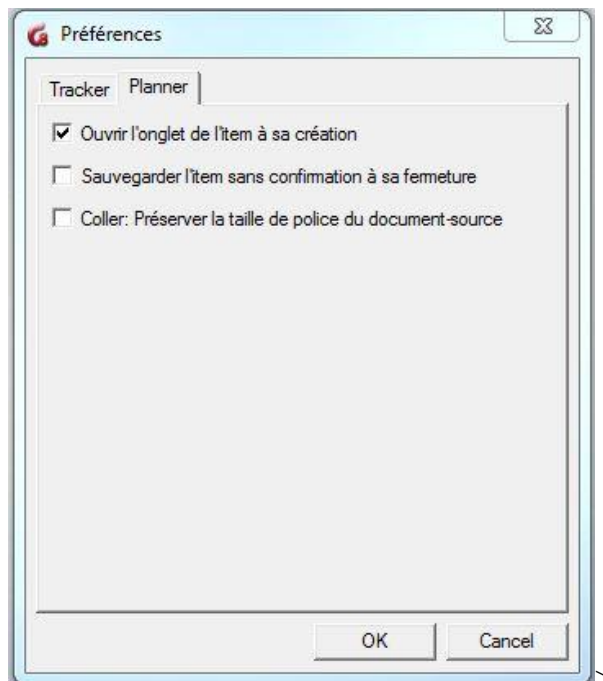 Préférences
Tracker Planner
Ouvrir l'onglet de l'item à sa création
Sauvegarder l'item sans confirmation à sa fermeture
Coller: Préserver la taille de police du document-source
OK Cancel